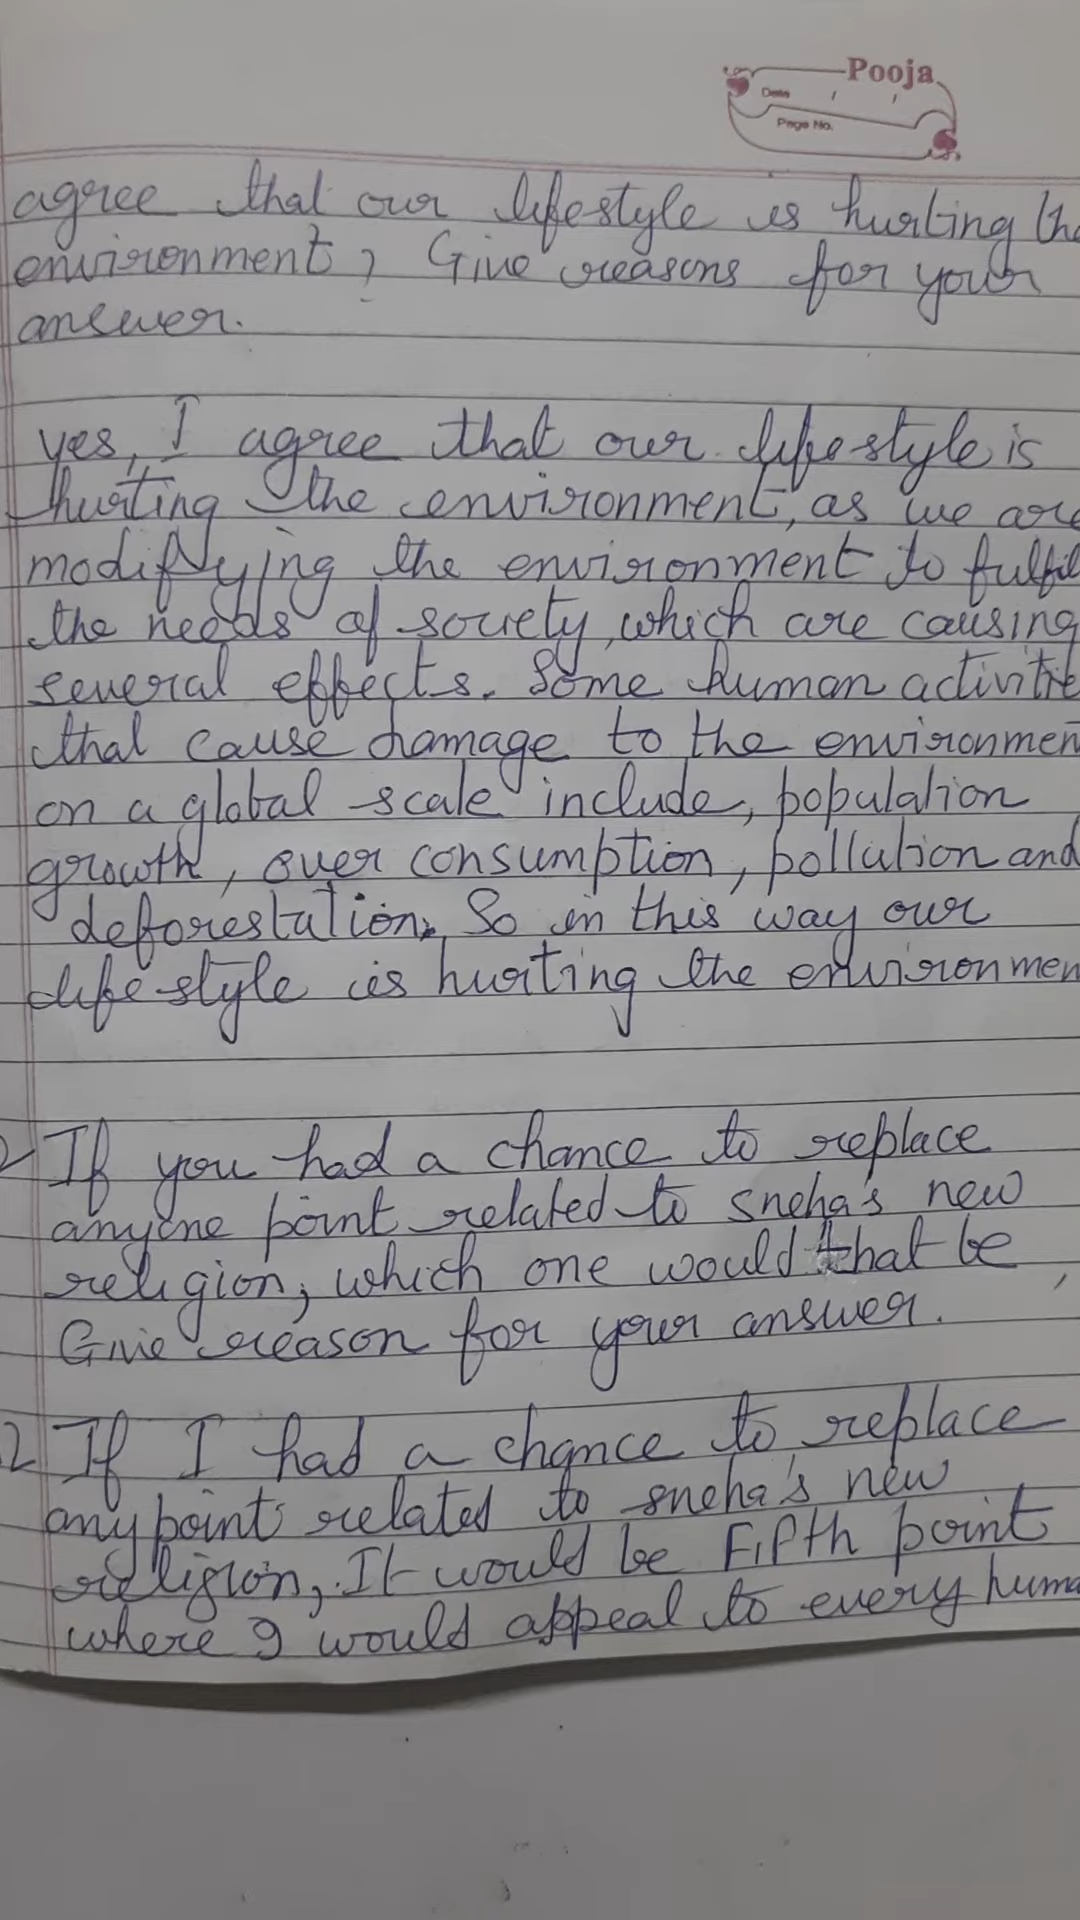 Pooja
Date / /
Page No.
agree that our lifestyle is hurting the
environment? Give reasons for your
answer.
yes, I agree that our lifestyle is
hurting the environment, as we are
modifying the environment to fulfil
the needs of society, which are causing
several effects. Some human activitie
that cause damage to the environmen
on a global scale include, population
growth, over consumption, pollution and
deforestation. So in this way our
life style is hurting the environmen
2 If you had a chance to replace
anyone point related to sneha's new
religion, which one would that be
Give reason for your answer.
2 If I had a chance to replace
any point related to sneha's new
religion, It would be Fifth point
where I would appeal to every huma